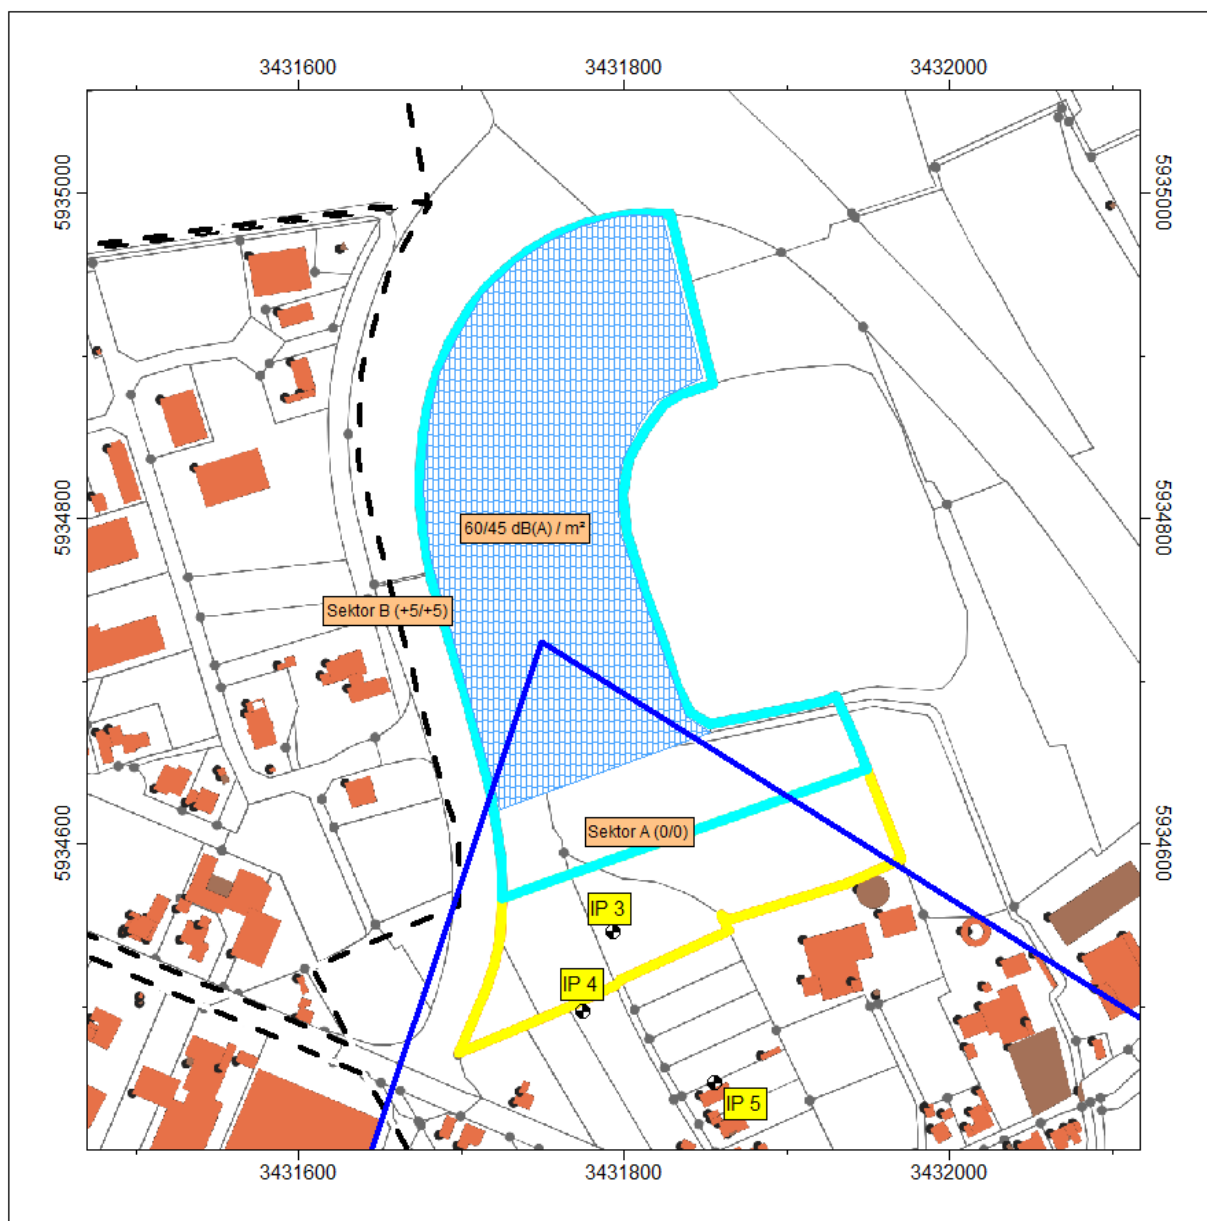 3431600 3431800 3432000
5935000 5935000
60/45 dB(A) / m²
5934800 5934800
Sektor B (+5/+5)
Sektor A (0/0)
5934600 5934600
IP 3
IP 4
IP 5
3431600 3431800 3432000